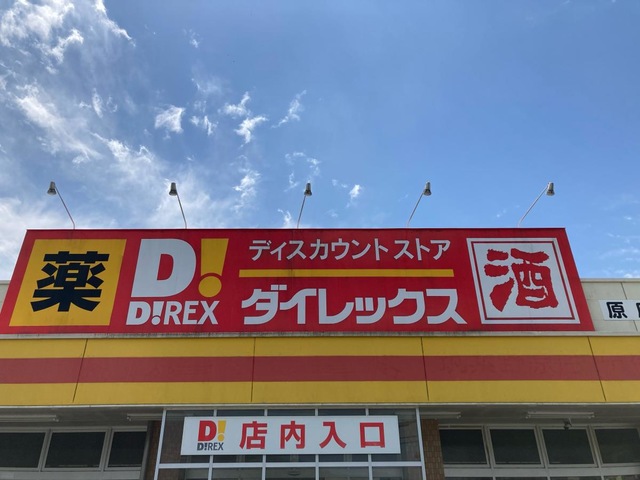 薬
D!
D!REX
ディスカウントストア
ダイレックス
酒
原
D!
D!REX
店内入口